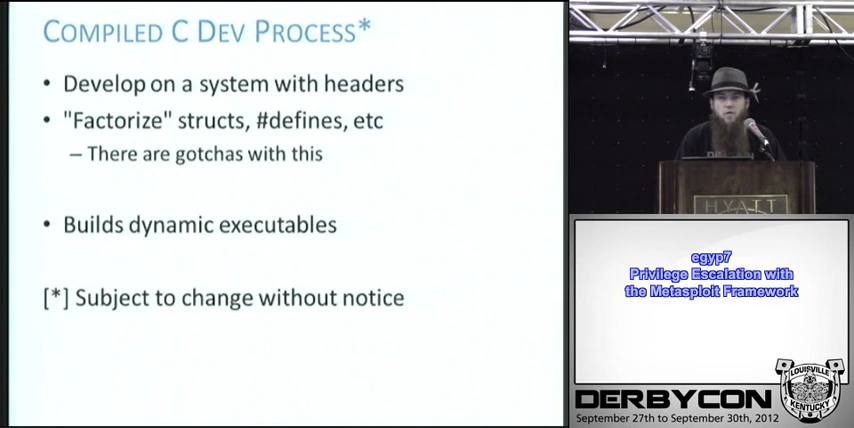 COMPILED C DEV PROCESS*
• Develop on a system with headers
• "Factorize" structs, #defines, etc
– There are gotchas with this
• Builds dynamic executables
[*] Subject to change without notice
HYATT
egyp7
Privilege Escalation with
the Metasploit Framework
LOUISVILLE
KENTUCKY
DERBYCON
September 27th to September 30th, 2012